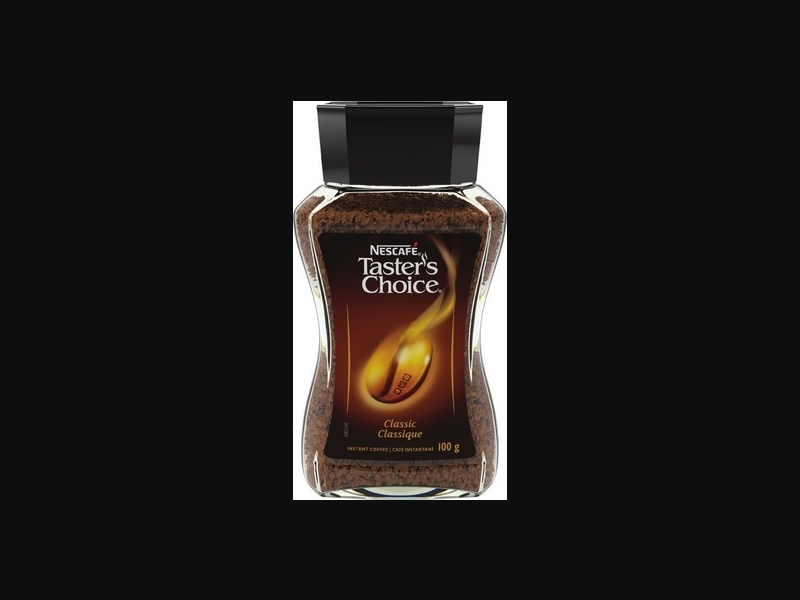 NESCAFÉ
Taster's
Choice
Classic
Classique
INSTANT COFFEE | CAFÉ INSTANTANÉ 100 g